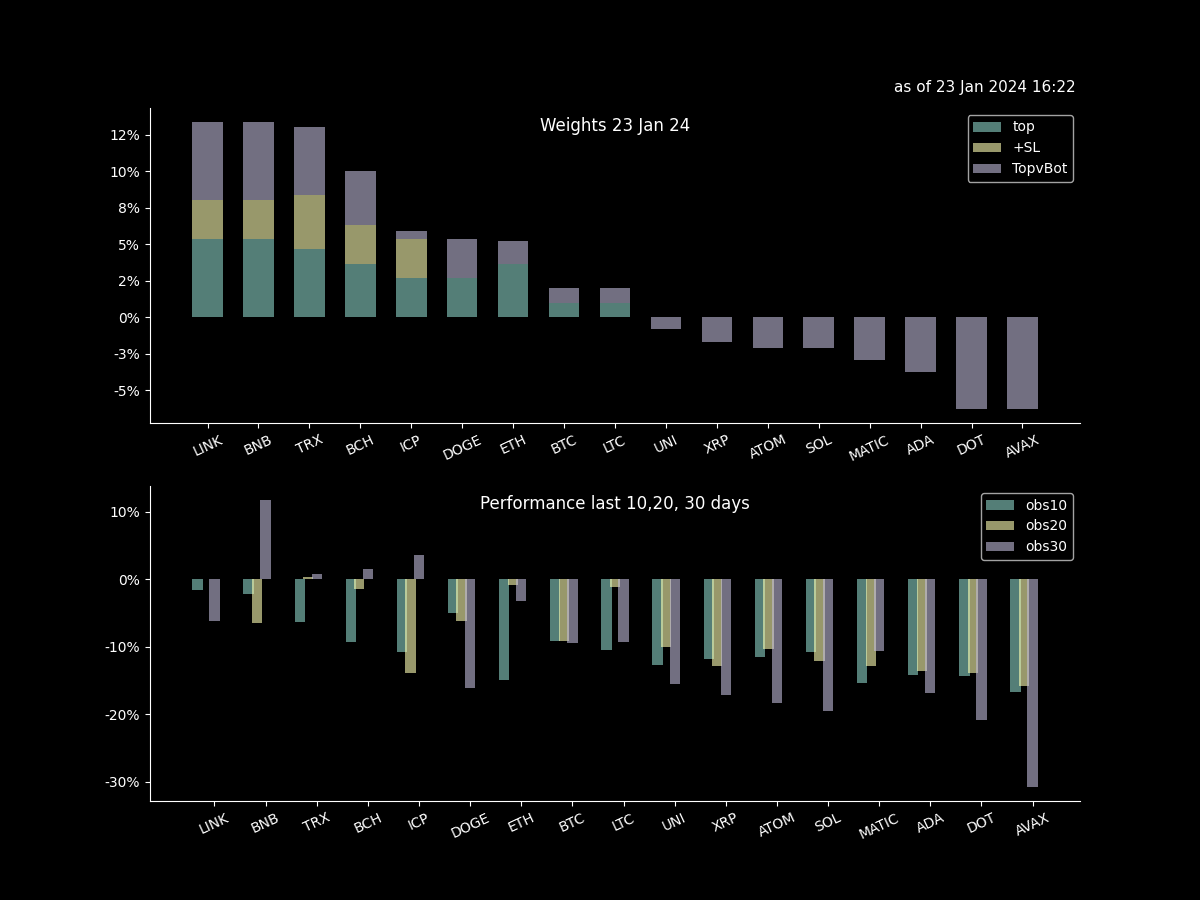 as of 23 Jan 2024 16:22
Weights 23 Jan 24
top
+SL
TopvBot
12%
10%
8%
5%
2%
0%
-3%
-5%
LINK BNB TRX BCH ICP DOGE ETH BTC LTC UNI XRP ATOM SOL MATIC ADA DOT AVAX
Performance last 10,20, 30 days
obs10
obs20
obs30
10%
0%
-10%
-20%
-30%
LINK BNB TRX BCH ICP DOGE ETH BTC LTC UNI XRP ATOM SOL MATIC ADA DOT AVAX